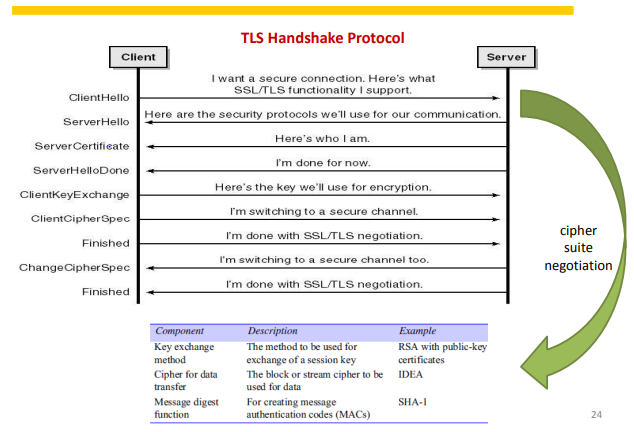 TLS Handshake Protocol
Client
Server
I want a secure connection. Here's what
SSL/TLS functionality I support.
ClientHello
Here are the security protocols we'll use for our communication.
ServerHello
Here's who I am.
ServerCertificate
I'm done for now.
ServerHelloDone
Here's the key we'll use for encryption.
ClientKeyExchange
I'm switching to a secure channel.
ClientCipherSpec
I'm done with SSL/TLS negotiation.
Finished
I'm switching to a secure channel too.
ChangeCipherSpec
I'm done with SSL/TLS negotiation.
Finished
cipher
suite
negotiation
Component Description Example
Key exchange The method to be used for RSA with public-key
method exchange of a session key certificates
Cipher for data The block or stream cipher to be IDEA
transfer used for data
Message digest For creating message SHA-1
function authentication codes (MACs)
24